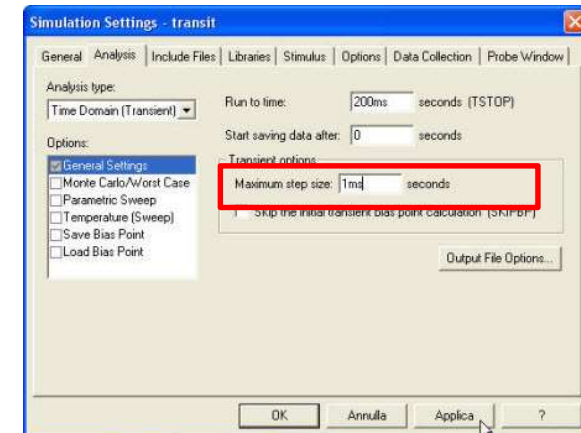 Simulation Settings - transit
General Analysis Include Files Libraries Stimulus Options Data Collection Probe Window
Analysis type:
Time Domain (Transient)
Run to time: 200ms seconds (TSTOP)
Start saving data after: 0 seconds
Options:
General Settings
Monte Carlo/Worst Case
Parametric Sweep
Temperature (Sweep)
Save Bias Point
Load Bias Point
Transient options
Maximum step size: 1ms seconds
Skip the initial transient bias point calculation (SKIPBP)
Output File Options...
OK Annulla Applica ?